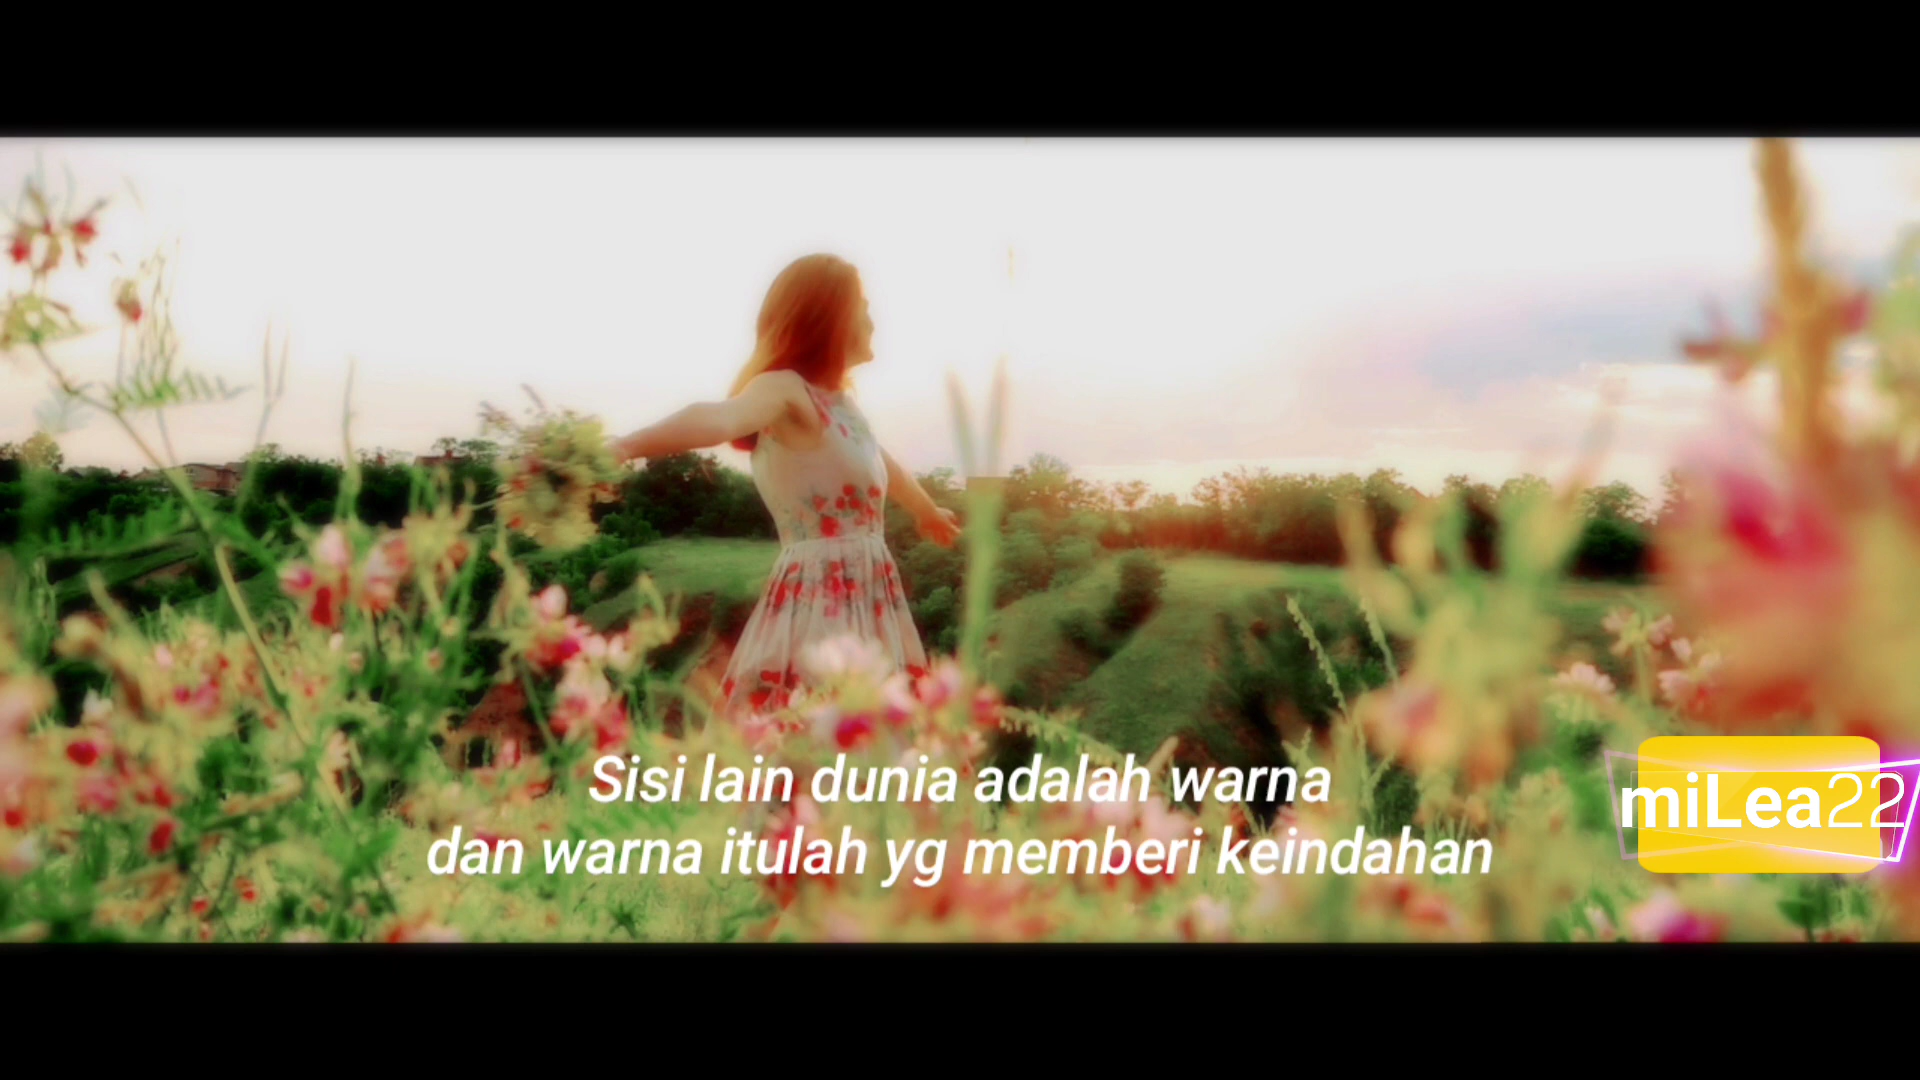 Sisi lain dunia adalah warna
dan warna itulah yg memberi keindahan
miLea22